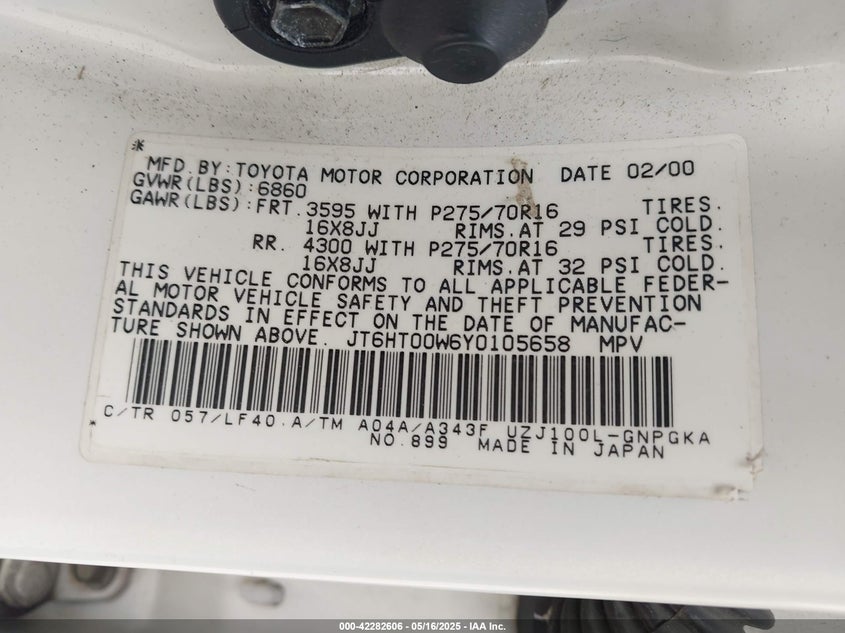 *
MFD.BY:TOYOTA MOTOR CORPORATION DATE 02/00
GVWR(LBS):6860
GAWR(LBS):FRT.3595 WITH P275/70R16 TIRES.
16X8JJ RIMS.AT 29 PSI COLD.
RR. 4300 WITH P275/70R16 TIRES.
16X8JJ RIMS.AT 32 PSI COLD.
THIS VEHICLE CONFORMS TO ALL APPLICABLE FEDER-
AL MOTOR VEHICLE SAFETY AND THEFT PREVENTION
STANDARDS IN EFFECT ON THE DATE OF MANUFAC-
TURE SHOWN ABOVE. JT6HT00W6Y0105658 MPV
C/TR 057/LF40.A/TM A04A/A343F UZJ100L-GNPGKA
* NO.899 MADE IN JAPAN
000-42282606 - 05/16/2025 - IAA Inc.